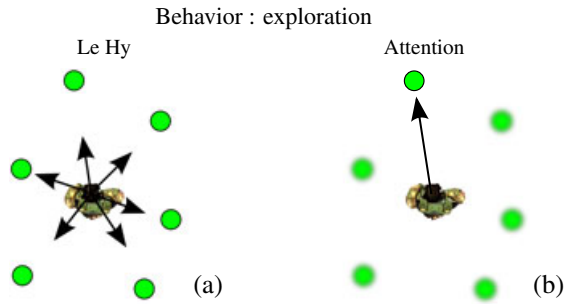 Behavior : exploration
Le Hy
Attention
(a)
(b)